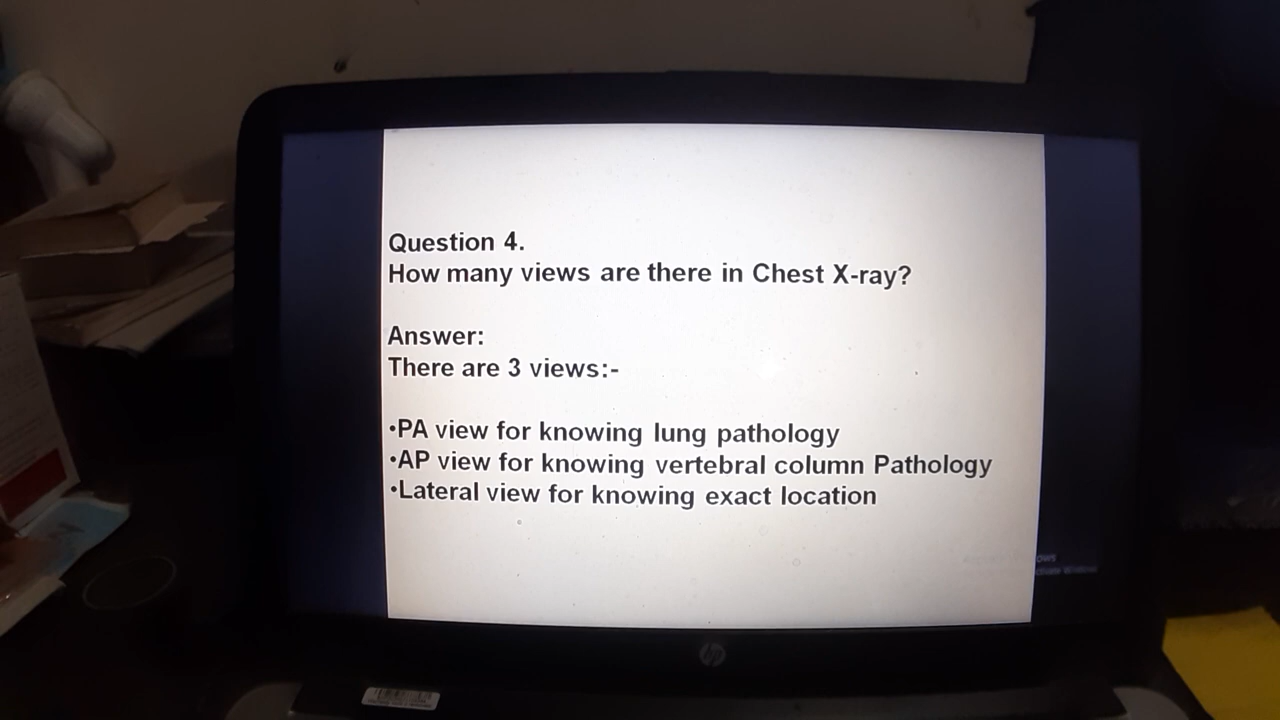 Question 4.
How many views are there in Chest X-ray?
Answer:
There are 3 views:-
•PA view for knowing lung pathology
•AP view for knowing vertebral column Pathology
•Lateral view for knowing exact location
hp